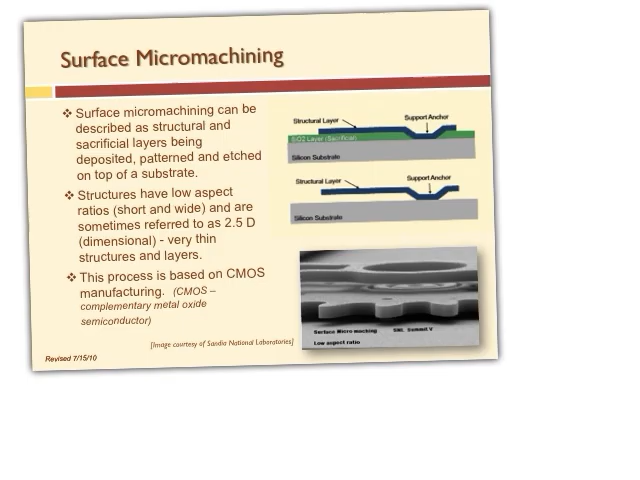 Surface Micromachining
❖ Surface micromachining can be
described as structural and
sacrificial layers being
deposited, patterned and etched
on top of a substrate.
❖ Structures have low aspect
ratios (short and wide) and are
sometimes referred to as 2.5 D
(dimensional) - very thin
structures and layers.
❖ This process is based on CMOS
manufacturing. (CMOS –
complementary metal oxide
semiconductor)
[Image courtesy of Sandia National Laboratories]
Revised 7/15/10
Structural Layer Support Anchor
SiO2 Layer (Sacrificial)
Silicon Substrate
Structural Layer Support Anchor
Silicon Substrate
Surface Micro maching SNL Summit V
Low aspect ratio